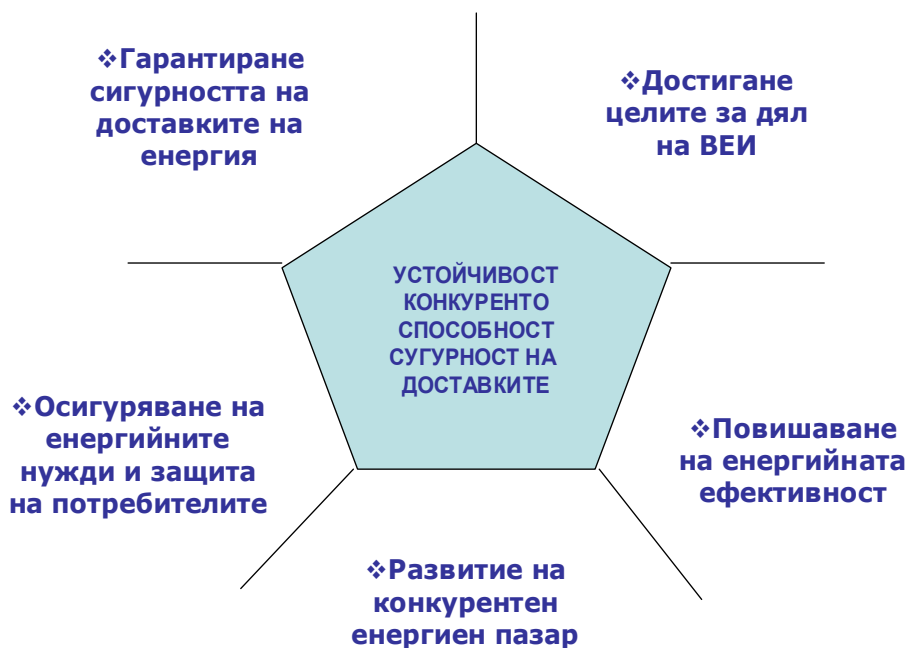 ❖Гарантиране
сигурността на
доставките на
енергия
❖Достигане
целите за дял
на ВЕИ
УСТОЙЧИВОСТ
КОНКУРЕНТО
СПОСОБНОСТ
СУГУРНОСТ НА
ДОСТАВКИТЕ
❖Осигуряване на
енергийните
нужди и защита
на потребителите
❖Повишаване
на енергийната
ефективност
❖Развитие на
конкурентен
енергиен пазар